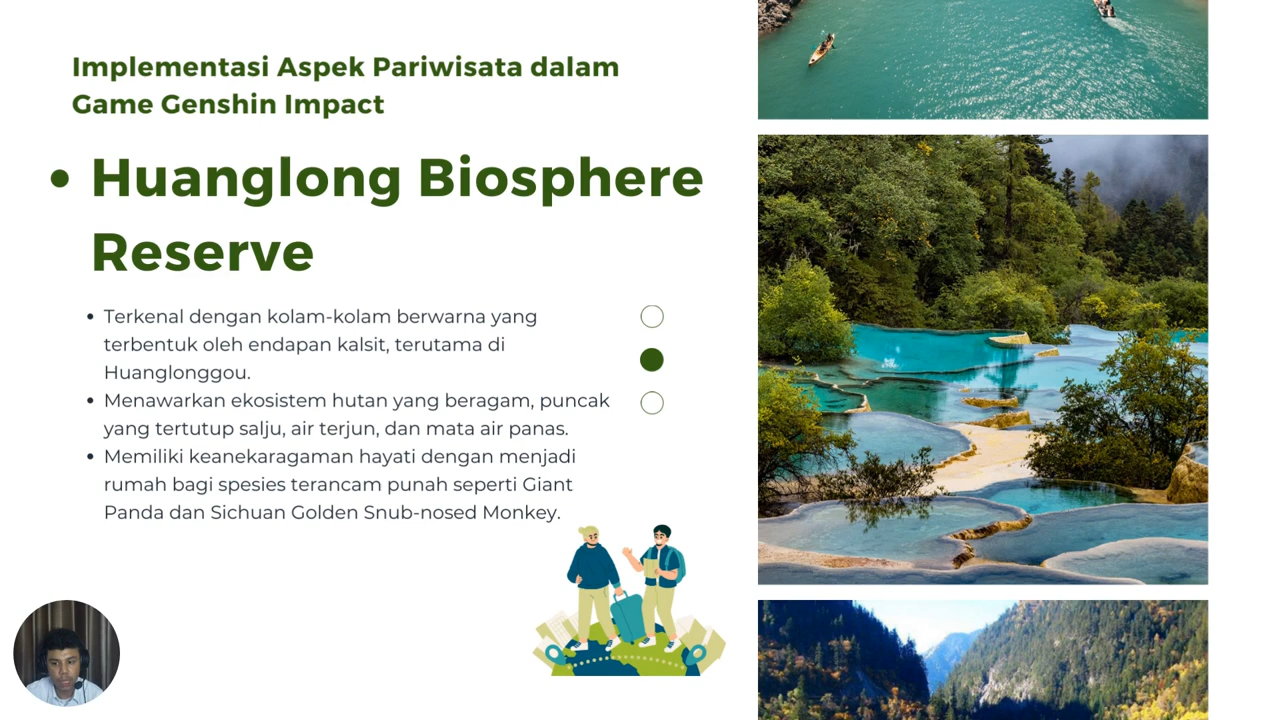 Implementasi Aspek Pariwisata dalam
Game Genshin Impact
• Huanglong Biosphere
Reserve
• Terkenal dengan kolam-kolam berwarna yang
terbentuk oleh endapan kalsit, terutama di
Huanglonggou.
• Menawarkan ekosistem hutan yang beragam, puncak
yang tertutup salju, air terjun, dan mata air panas.
• Memiliki keanekaragaman hayati dengan menjadi
rumah bagi spesies terancam punah seperti Giant
Panda dan Sichuan Golden Snub-nosed Monkey.